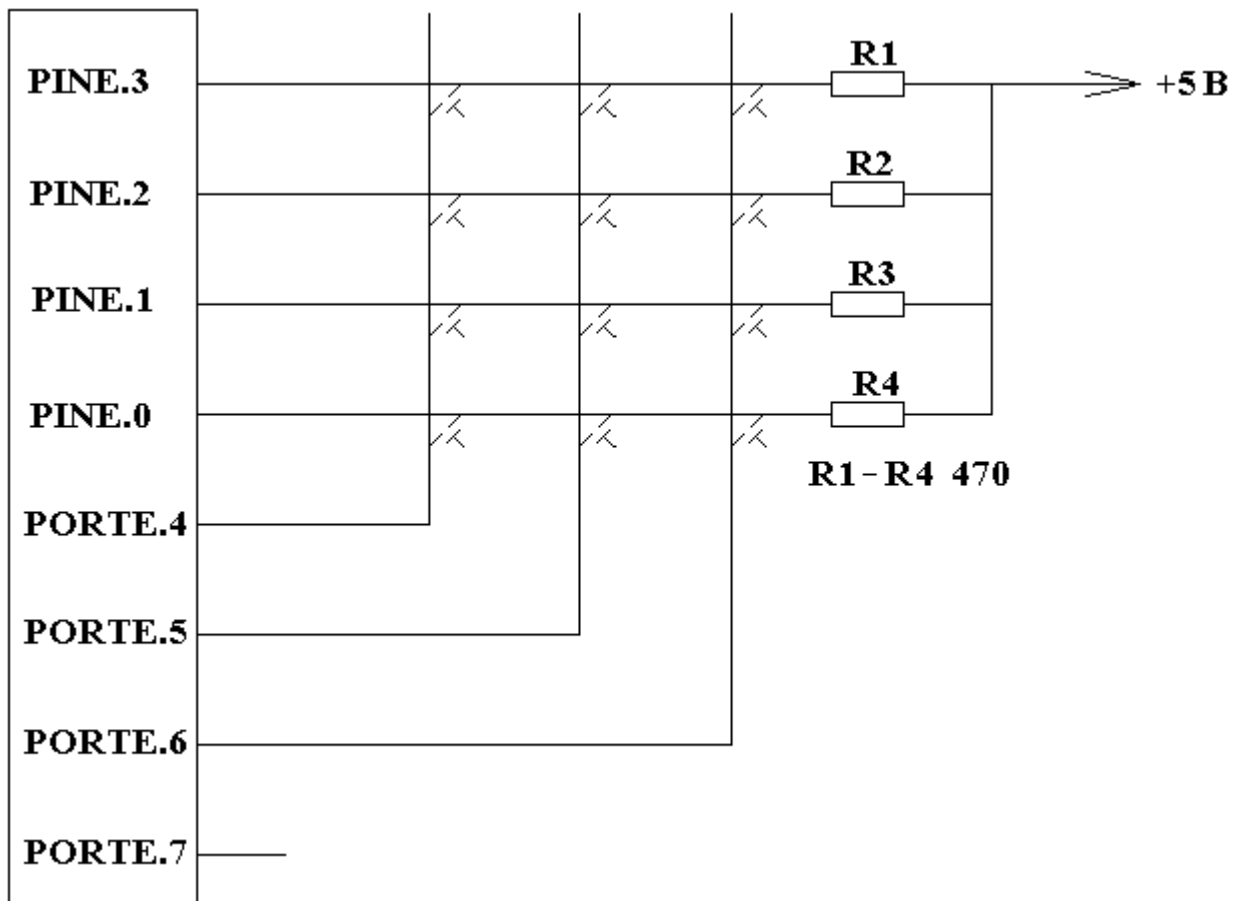 R1
PINE.3
+5 В
R2
PINE.2
R3
PINE.1
R4
PINE.0
R1-R4 470
PORTE.4
PORTE.5
PORTE.6
PORTE.7